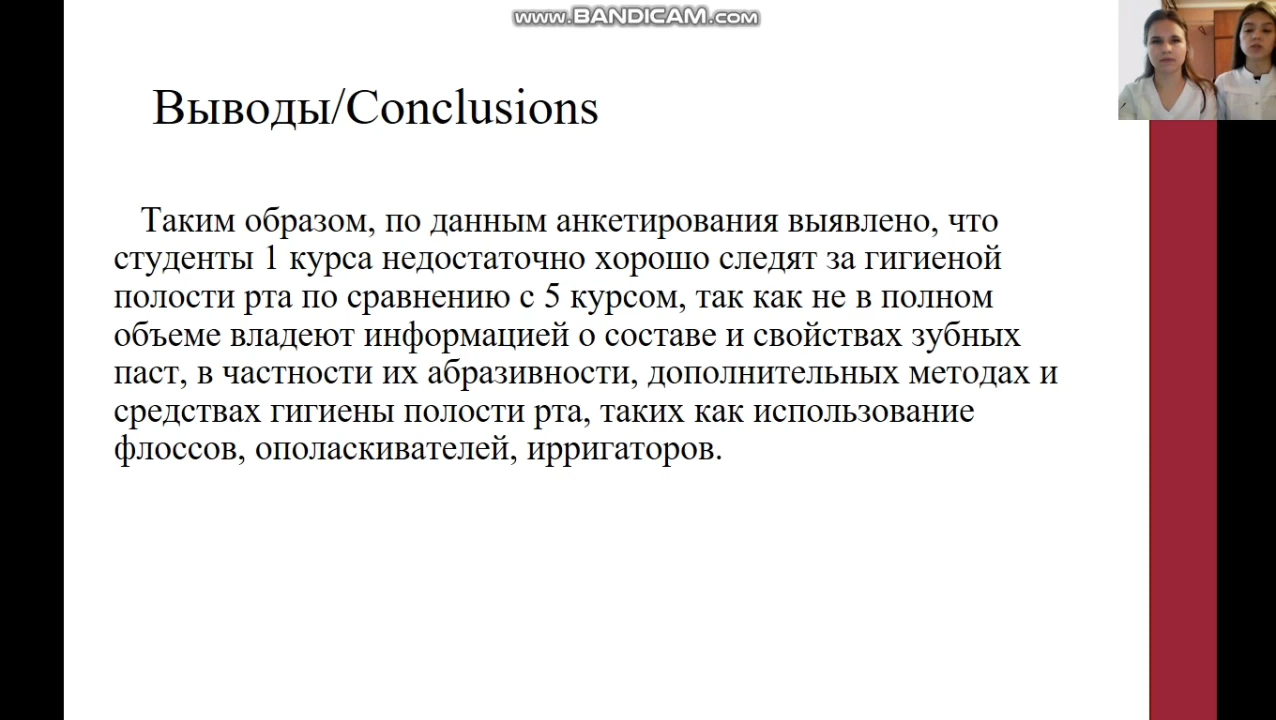 www.BANDICAM.com
Выводы/Conclusions
Таким образом, по данным анкетирования выявлено, что
студенты 1 курса недостаточно хорошо следят за гигиеной
полости рта по сравнению с 5 курсом, так как не в полном
объеме владеют информацией о составе и свойствах зубных
паст, в частности их абразивности, дополнительных методах и
средствах гигиены полости рта, таких как использование
флоссов, ополаскивателей, ирригаторов.